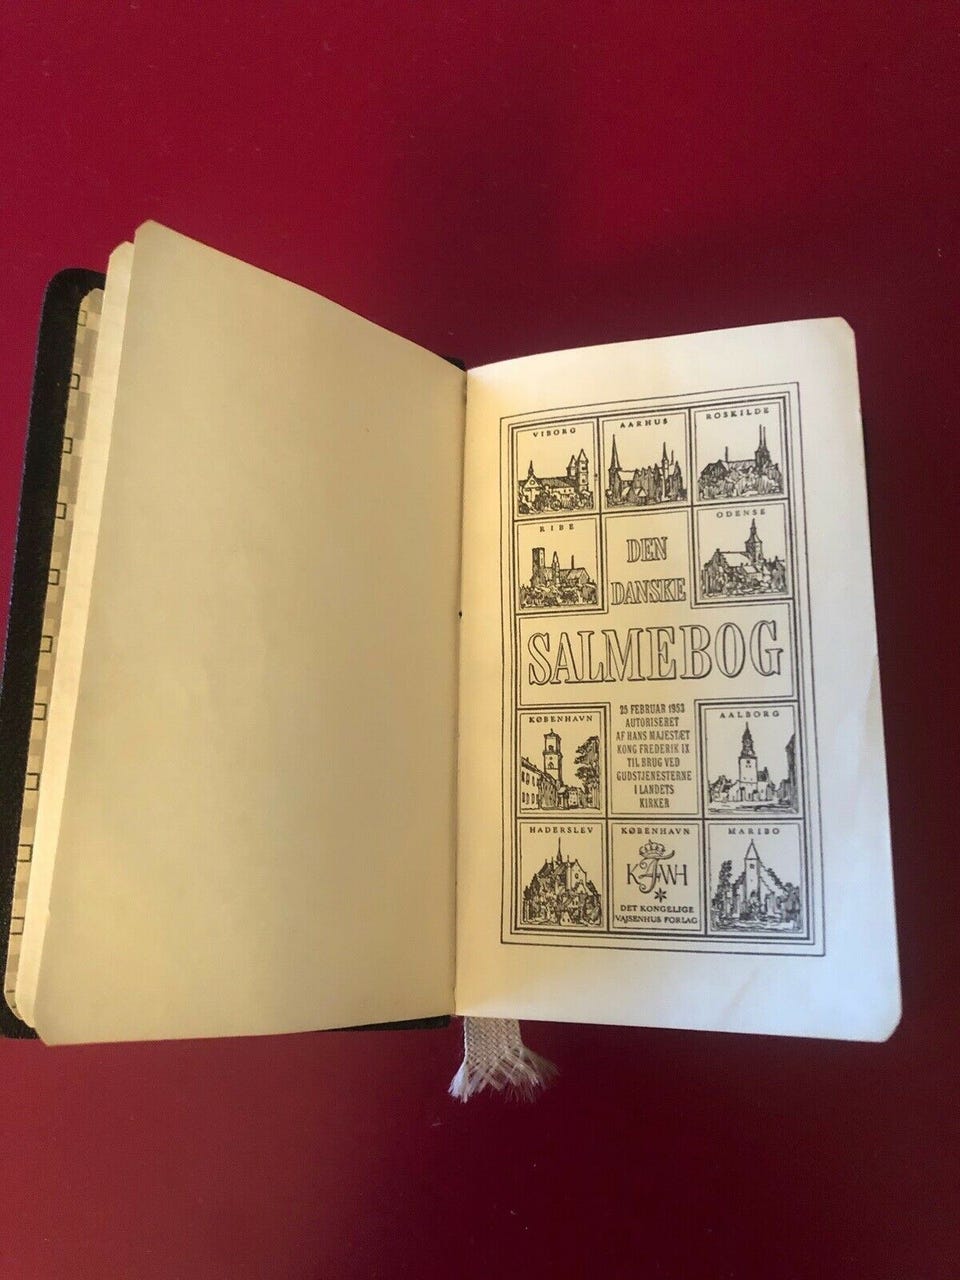 VIBORG
AARHUS
ROSKILDE
RIBE
ODENSE
DEN
DANSKE
SALMEBOG
KØBENHAVN
25 FEBRUAR 1953
AUTORISERET
AF HANS MAJESTÆT
KONG FREDERIK IX
TIL BRUG VED
GUDSTJENESTERNE
I LANDETS
KIRKER
AALBORG
HADERSLEV
KØBENHAVN
KFWH
DET KONGELIGE
VAJSENHUS FORLAG
MARIBO